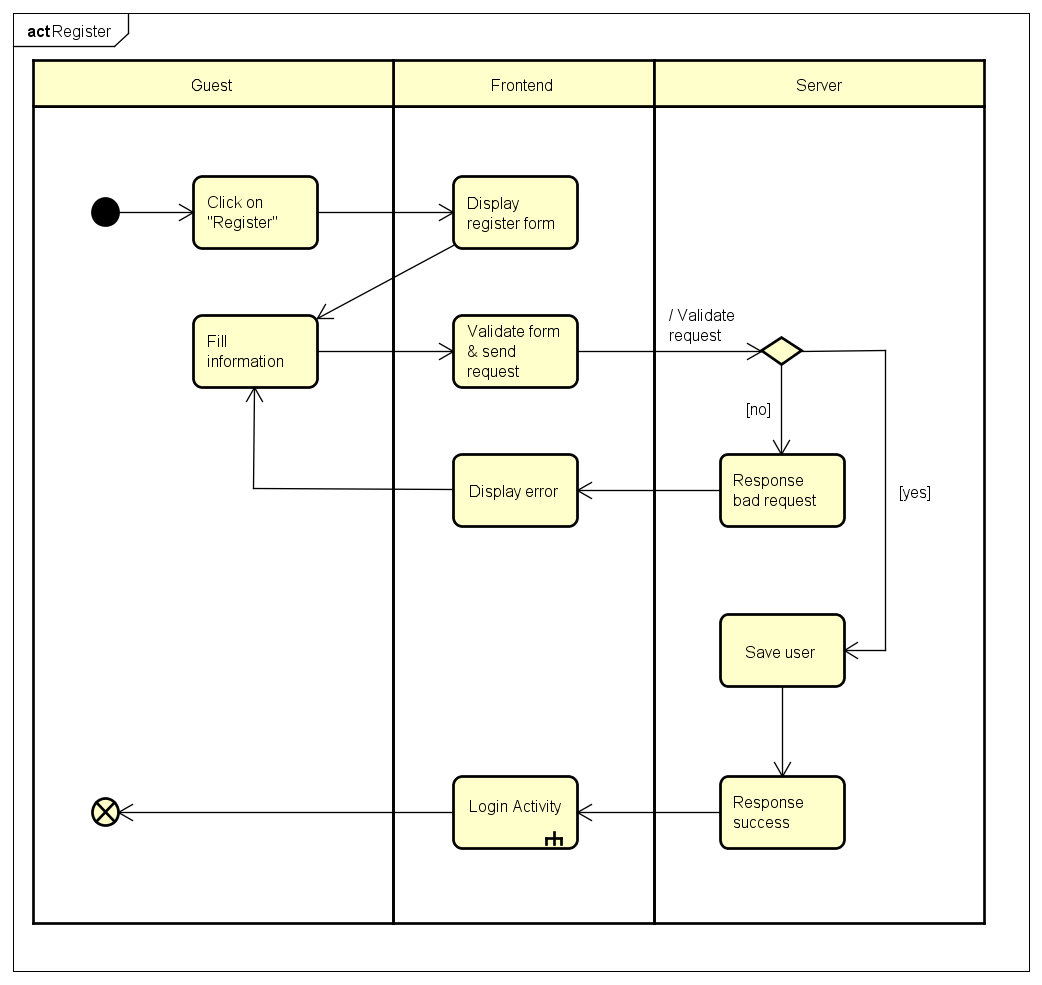 act Register
Guest
Frontend
Server
Click on
"Register"
Display
register form
Fill
information
Validate form
& send
request
/ Validate
request
[no]
Display error
Response
bad request
[yes]
Save user
Login Activity
Response
success